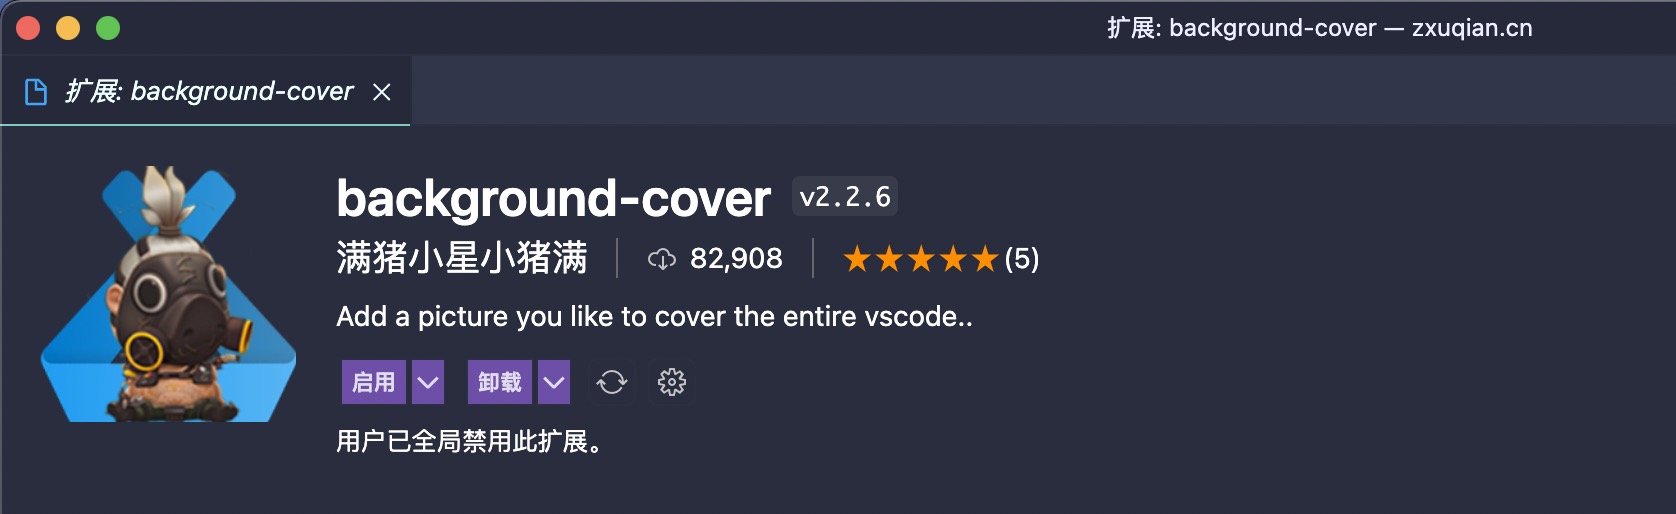 扩展: background-cover — zxuqian.cn
扩展: background-cover
background-cover v2.2.6
满猪小星小猪满 82,908 (5)
Add a picture you like to cover the entire vscode..
启用 卸载
用户已全局禁用此扩展。